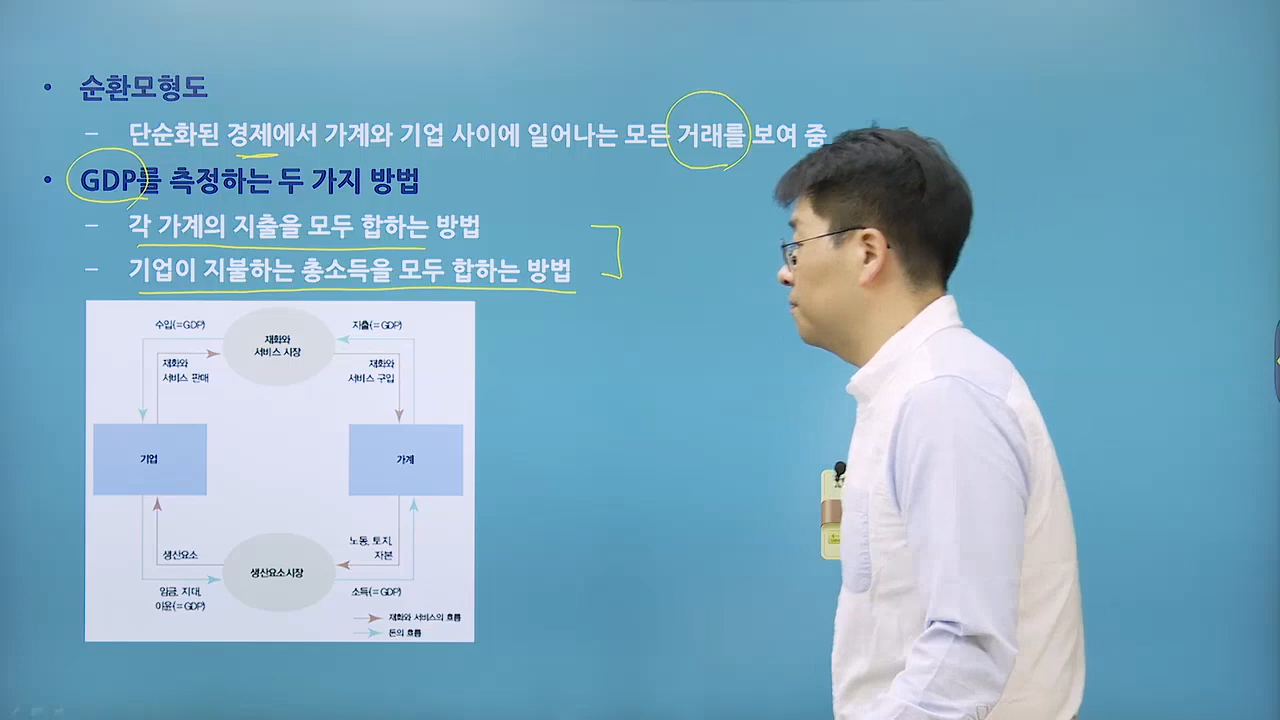 • 순환모형도
– 단순화된 경제에서 가계와 기업 사이에 일어나는 모든 거래를 보여 줌
• GDP를 측정하는 두 가지 방법
– 각 가계의 지출을 모두 합하는 방법
– 기업이 지불하는 총소득을 모두 합하는 방법
수입(=GDP)
재화와
서비스 시장
지출(=GDP)
재화와
서비스 판매
재화와
서비스 구입
기업
가계
생산요소
생산요소시장
노동, 토지,
자본
임금, 지대,
이윤(=GDP)
소득(=GDP)
재화와 서비스의 흐름
돈의 흐름